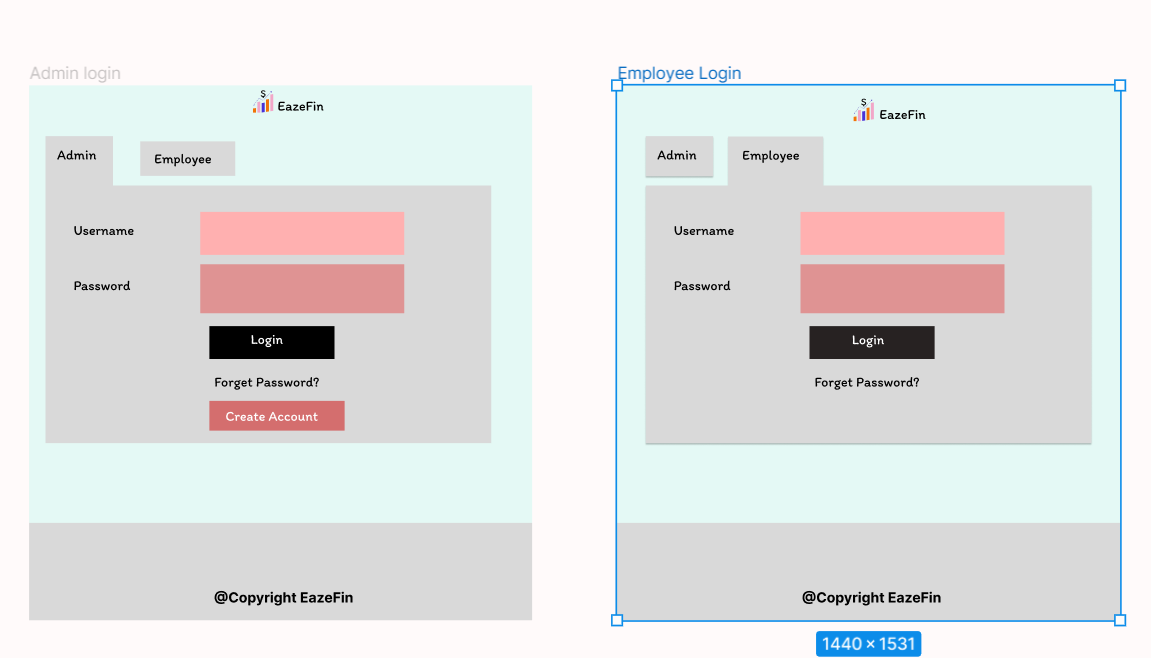 Admin login
$ EazeFin
Admin
Employee
Username
Password
Login
Forget Password?
Create Account
@Copyright EazeFin
Employee Login
$ EazeFin
Admin
Employee
Username
Password
Login
Forget Password?
@Copyright EazeFin
1440 × 1531